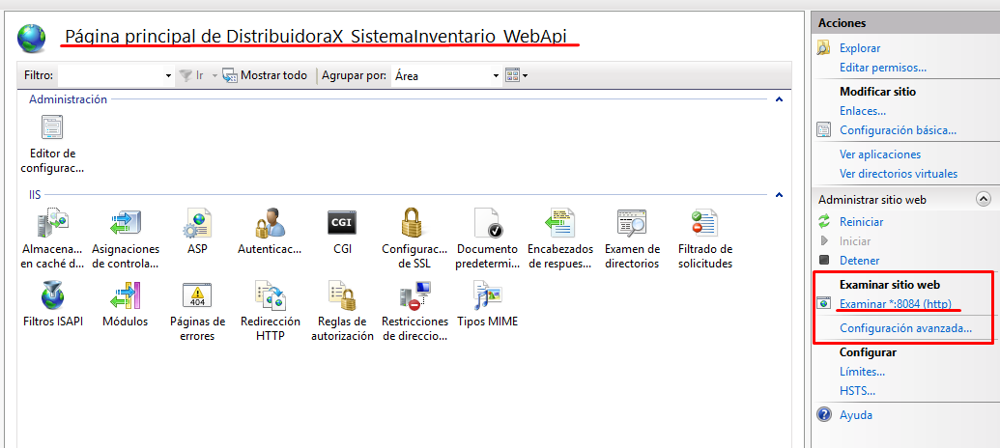 Página principal de DistribuidoraX_SistemaInventario_WebApi
Filtro:
Ir
Mostrar todo
Agrupar por:
Área
Administración
Editor de
configurac...
IIS
Almacena...
en caché d...
Asignaciones
de controla...
ASP
Autenticac...
CGI
CGI
Configurac...
de SSL
Documento
predetermi...
Encabezados
de respues...
Examen de
directorios
Filtrado de
solicitudes
Filtros ISAPI
Módulos
404
Páginas de
errores
Redirección
HTTP
Reglas de
autorización
Restricciones
de direccio...
Tipos MIME
Acciones
Explorar
Editar permisos...
Modificar sitio
Enlaces...
Configuración básica...
Ver aplicaciones
Ver directorios virtuales
Administrar sitio web
Reiniciar
Iniciar
Detener
Examinar sitio web
Examinar *:8084 (http)
Configuración avanzada...
Configurar
Límites...
HSTS...
Ayuda